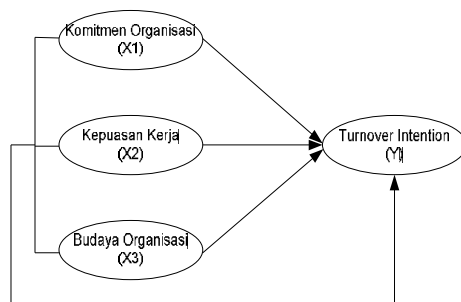 Komitmen Organisasi
(X1)
Kepuasan Kerja
(X2)
Turnover Intention
(Y)
Budaya Organisasi
(X3)